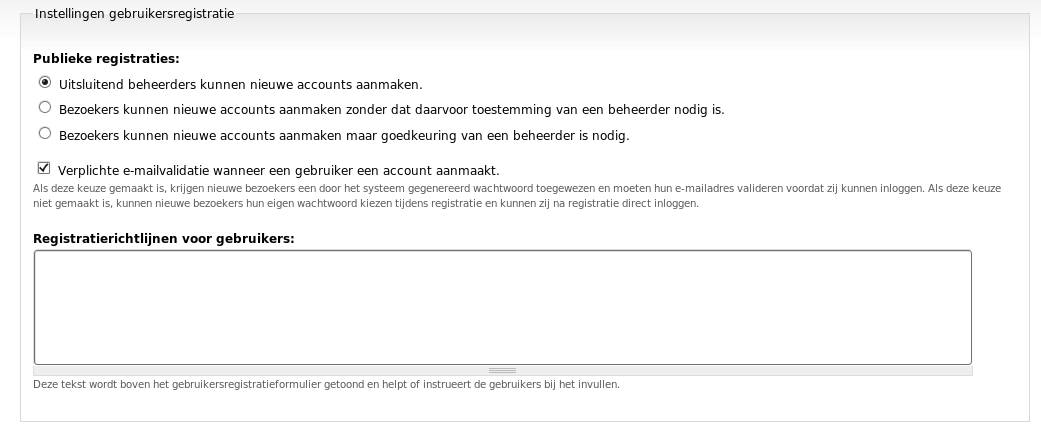 Instellingen gebruikersregistratie
Publieke registraties:
Uitsluitend beheerders kunnen nieuwe accounts aanmaken.
Bezoekers kunnen nieuwe accounts aanmaken zonder dat daarvoor toestemming van een beheerder nodig is.
Bezoekers kunnen nieuwe accounts aanmaken maar goedkeuring van een beheerder is nodig.
Verplichte e-mailvalidatie wanneer een gebruiker een account aanmaakt.
Als deze keuze gemaakt is, krijgen nieuwe bezoekers een door het systeem gegenereerd wachtwoord toegewezen en moeten hun e-mailadres valideren voordat zij kunnen inloggen. Als deze keuze
niet gemaakt is, kunnen nieuwe bezoekers hun eigen wachtwoord kiezen tijdens registratie en kunnen zij na registratie direct inloggen.
Registratierichtlijnen voor gebruikers:
Deze tekst wordt boven het gebruikersregistratieformulier getoond en helpt of instrueert de gebruikers bij het invullen.